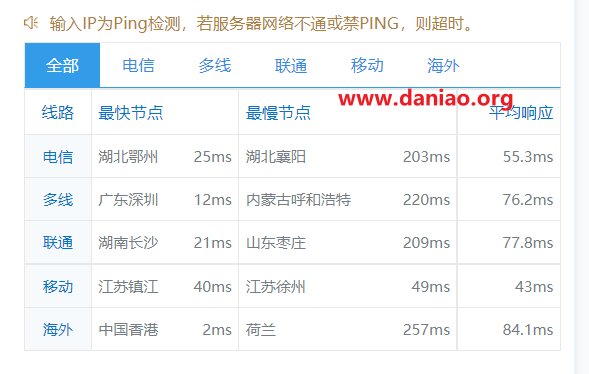 输入IP为Ping检测，若服务器网络不通或禁PING，则超时。
全部 电信 多线 联通 移动 海外
www.daniao.org
线路 最快节点 最慢节点 平均响应
电信 湖北鄂州 25ms 湖北襄阳 203ms 55.3ms
多线 广东深圳 12ms 内蒙古呼和浩特 220ms 76.2ms
联通 湖南长沙 21ms 山东枣庄 209ms 77.8ms
移动 江苏镇江 40ms 江苏徐州 49ms 43ms
海外 中国香港 2ms 荷兰 257ms 84.1ms